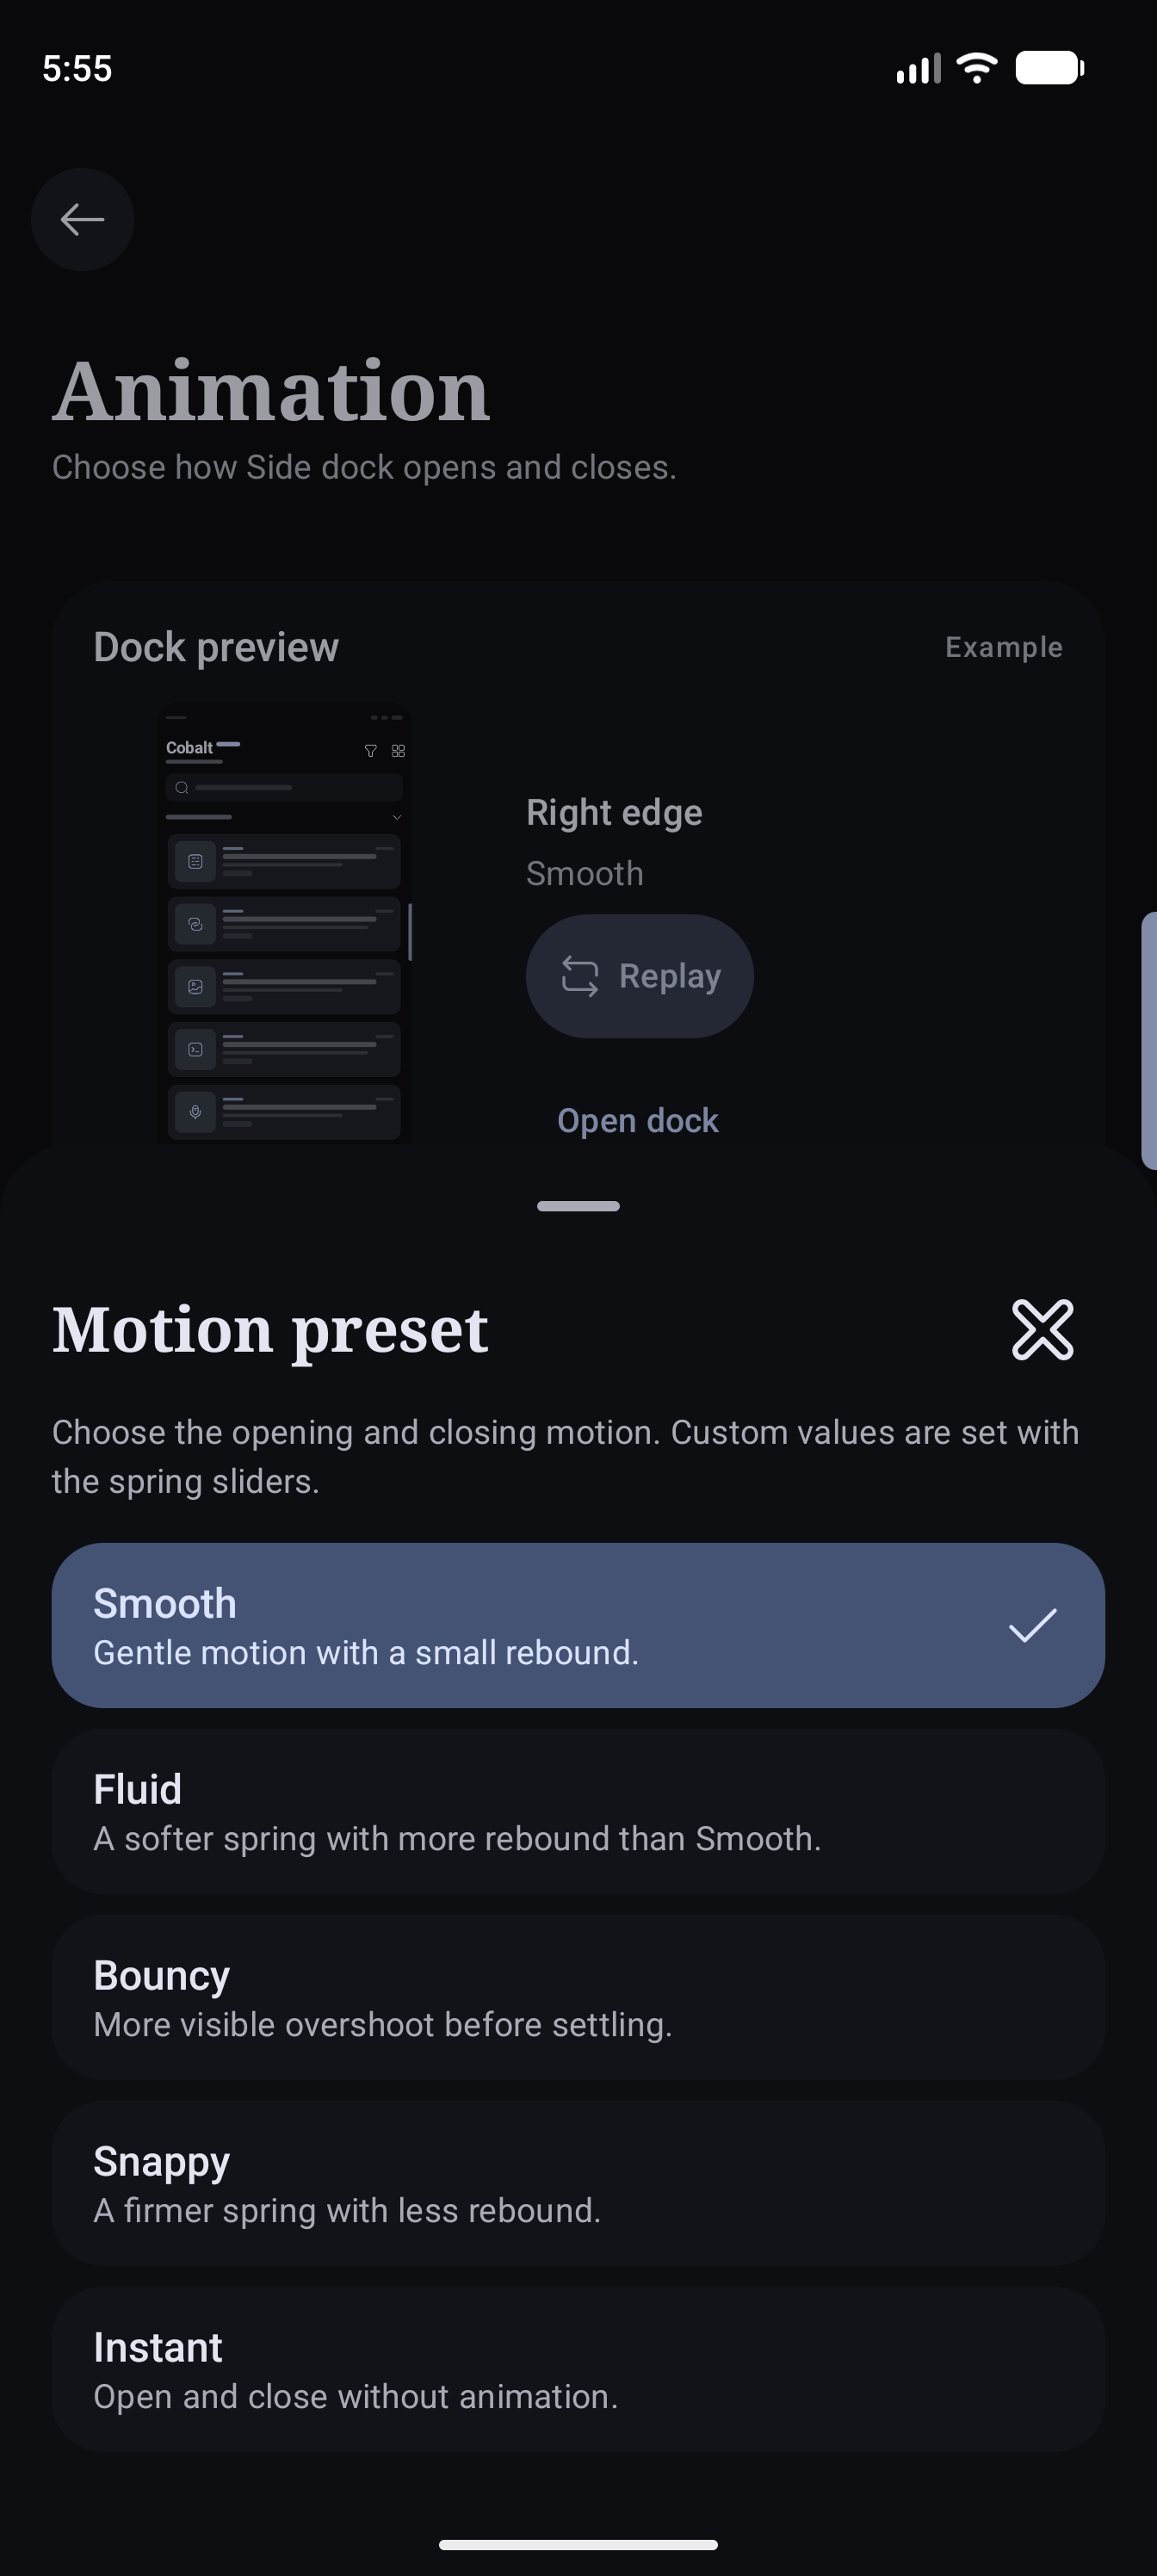 5:55
Animation
Choose how Side dock opens and closes.
Dock preview
Example
Cobalt
Right edge
Smooth
Replay
Open dock
Motion preset
Choose the opening and closing motion. Custom values are set with
the spring sliders.
Smooth
Gentle motion with a small rebound.
Fluid
A softer spring with more rebound than Smooth.
Bouncy
More visible overshoot before settling.
Snappy
A firmer spring with less rebound.
Instant
Open and close without animation.